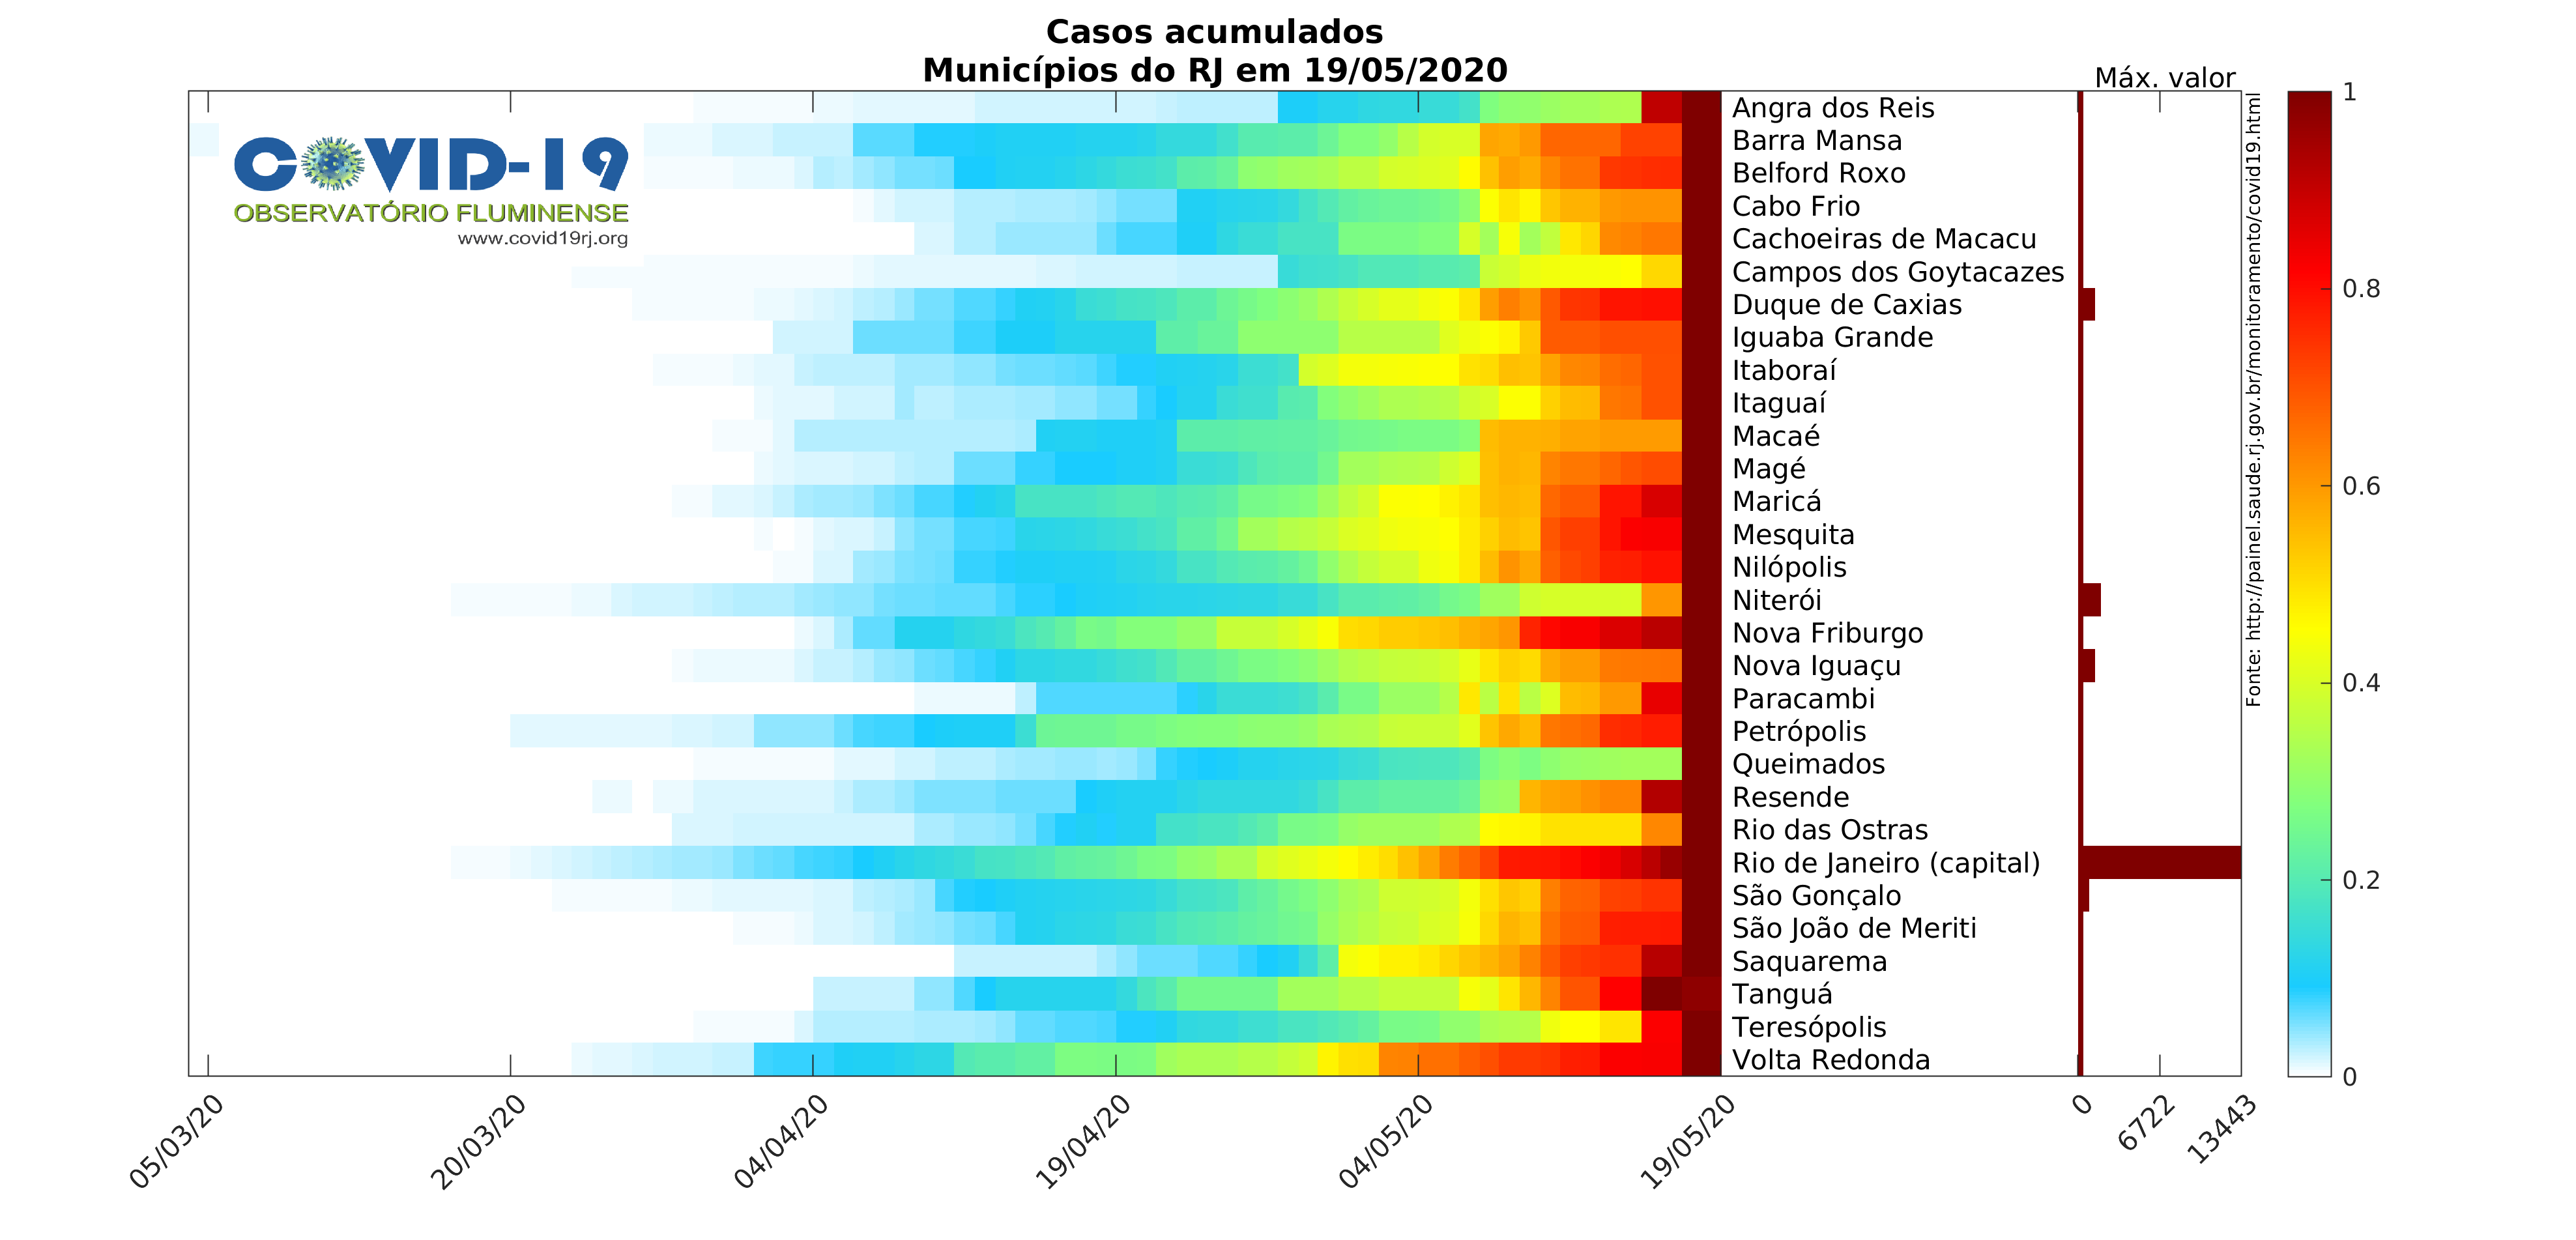 Casos acumulados
Municípios do RJ em 19/05/2020
Máx. valor
COVID-19
OBSERVATÓRIO FLUMINENSE
www.covid19rj.org
Angra dos Reis
Barra Mansa
Belford Roxo
Cabo Frio
Cachoeiras de Macacu
Campos dos Goytacazes
Duque de Caxias
Iguaba Grande
Itaboraí
Itaguaí
Macaé
Magé
Maricá
Mesquita
Nilópolis
Niterói
Nova Friburgo
Nova Iguaçu
Paracambi
Petrópolis
Queimados
Resende
Rio das Ostras
Rio de Janeiro (capital)
São Gonçalo
São João de Meriti
Saquarema
Tanguá
Teresópolis
Volta Redonda
Fonte: http://painel.saude.rj.gov.br/monitoramento/covid19.html
1
0.8
0.6
0.4
0.2
0
05/03/20
20/03/20
04/04/20
19/04/20
04/05/20
19/05/20
0
6722
13443